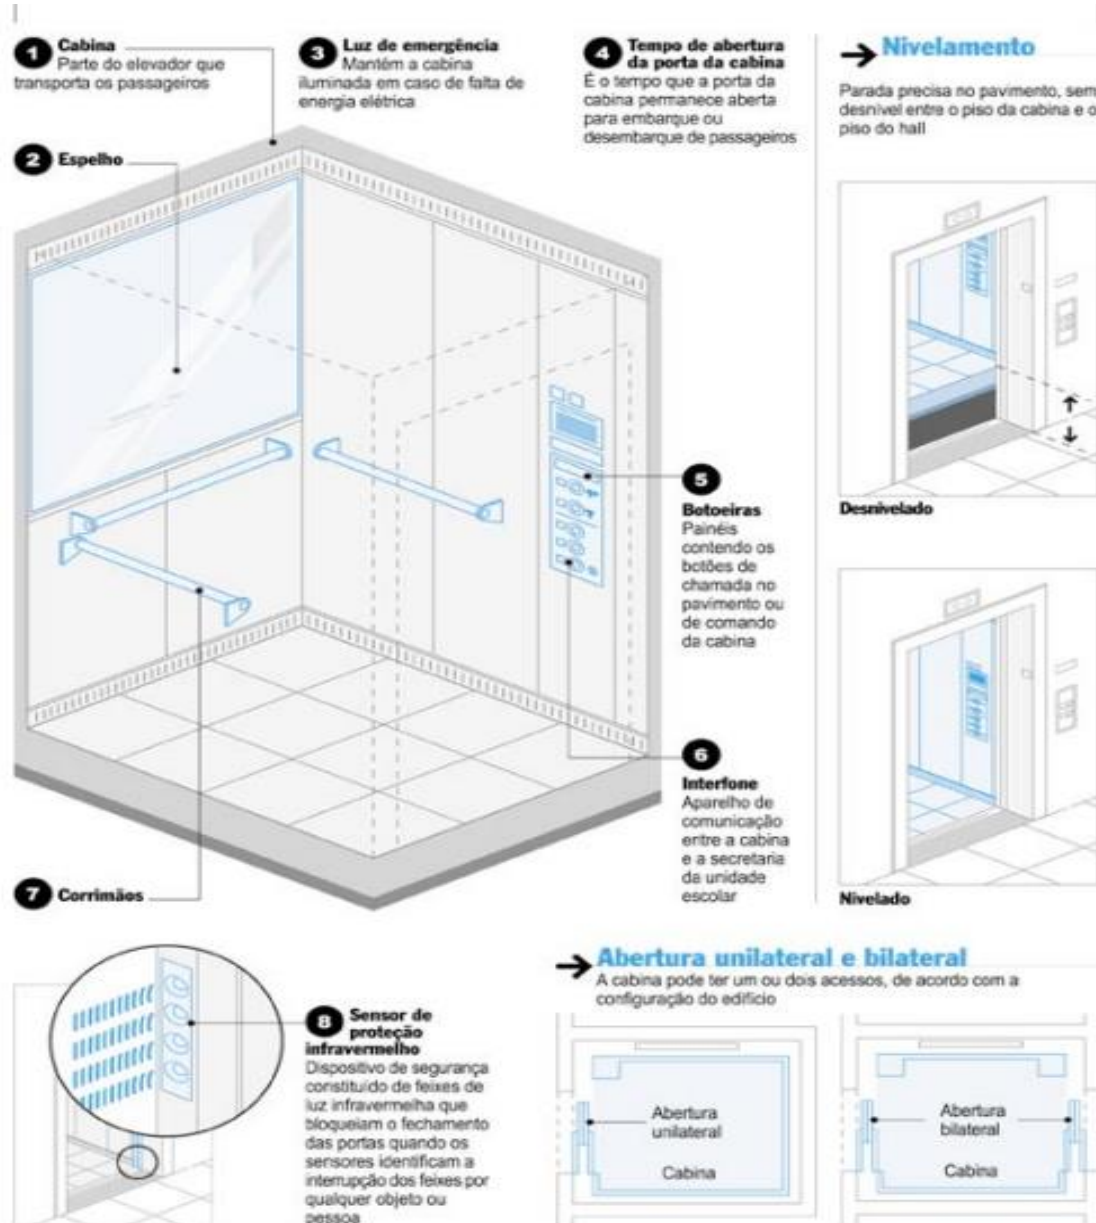 1 Cabina
Parte do elevador que
transporta os passageiros
2 Espelho
3 Luz de emergência
Mantém a cabina
iluminada em caso de falta de
energia elétrica
4 Tempo de abertura
da porta da cabina
É o tempo que a porta da
cabina permanece aberta
para embarque ou
desembarque de passageiros
5
Botoeiras
Painéis
contendo os
botões de
chamada no
pavimento ou
de comando
da cabina
6
Interfone
Aparelho de
comunicação
entre a cabina
e a secretaria
da unidade
escolar
7 Corrimãos
Nivelamento
Parada precisa no pavimento, sem
desnível entre o piso da cabina e o
piso do hall
Desnivelado
Nivelado
8 Sensor de
proteção
infravermelho
Dispositivo de segurança
constituído de feixes de
luz infravermelha que
bloqueiam o fechamento
das portas quando os
sensores identificam a
interrupção dos feixes por
qualquer objeto ou
pessoa
Abertura unilateral e bilateral
A cabina pode ter um ou dois acessos, de acordo com a
configuração do edifício
Abertura
unilateral
Cabina
Abertura
bilateral
Cabina